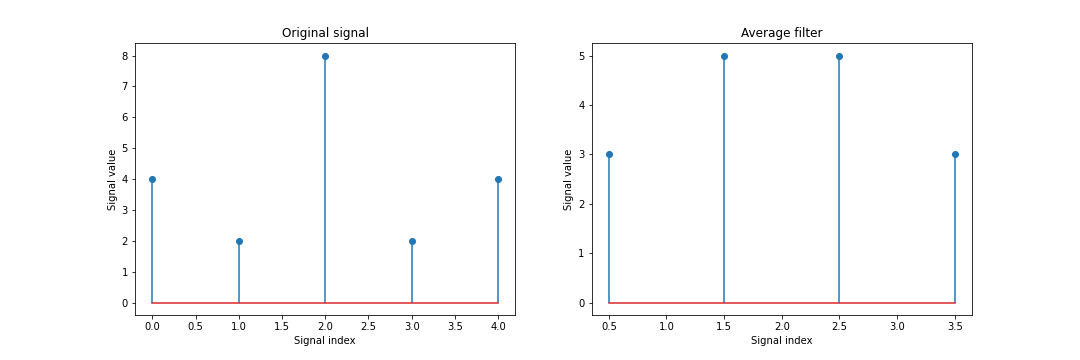 Original signal
Signal value
8
7
6
5
4
3
2
1
0
0.0 0.5 1.0 1.5 2.0 2.5 3.0 3.5 4.0
Signal index
Average filter
Signal value
5
4
3
2
1
0
0.5 1.0 1.5 2.0 2.5 3.0 3.5
Signal index